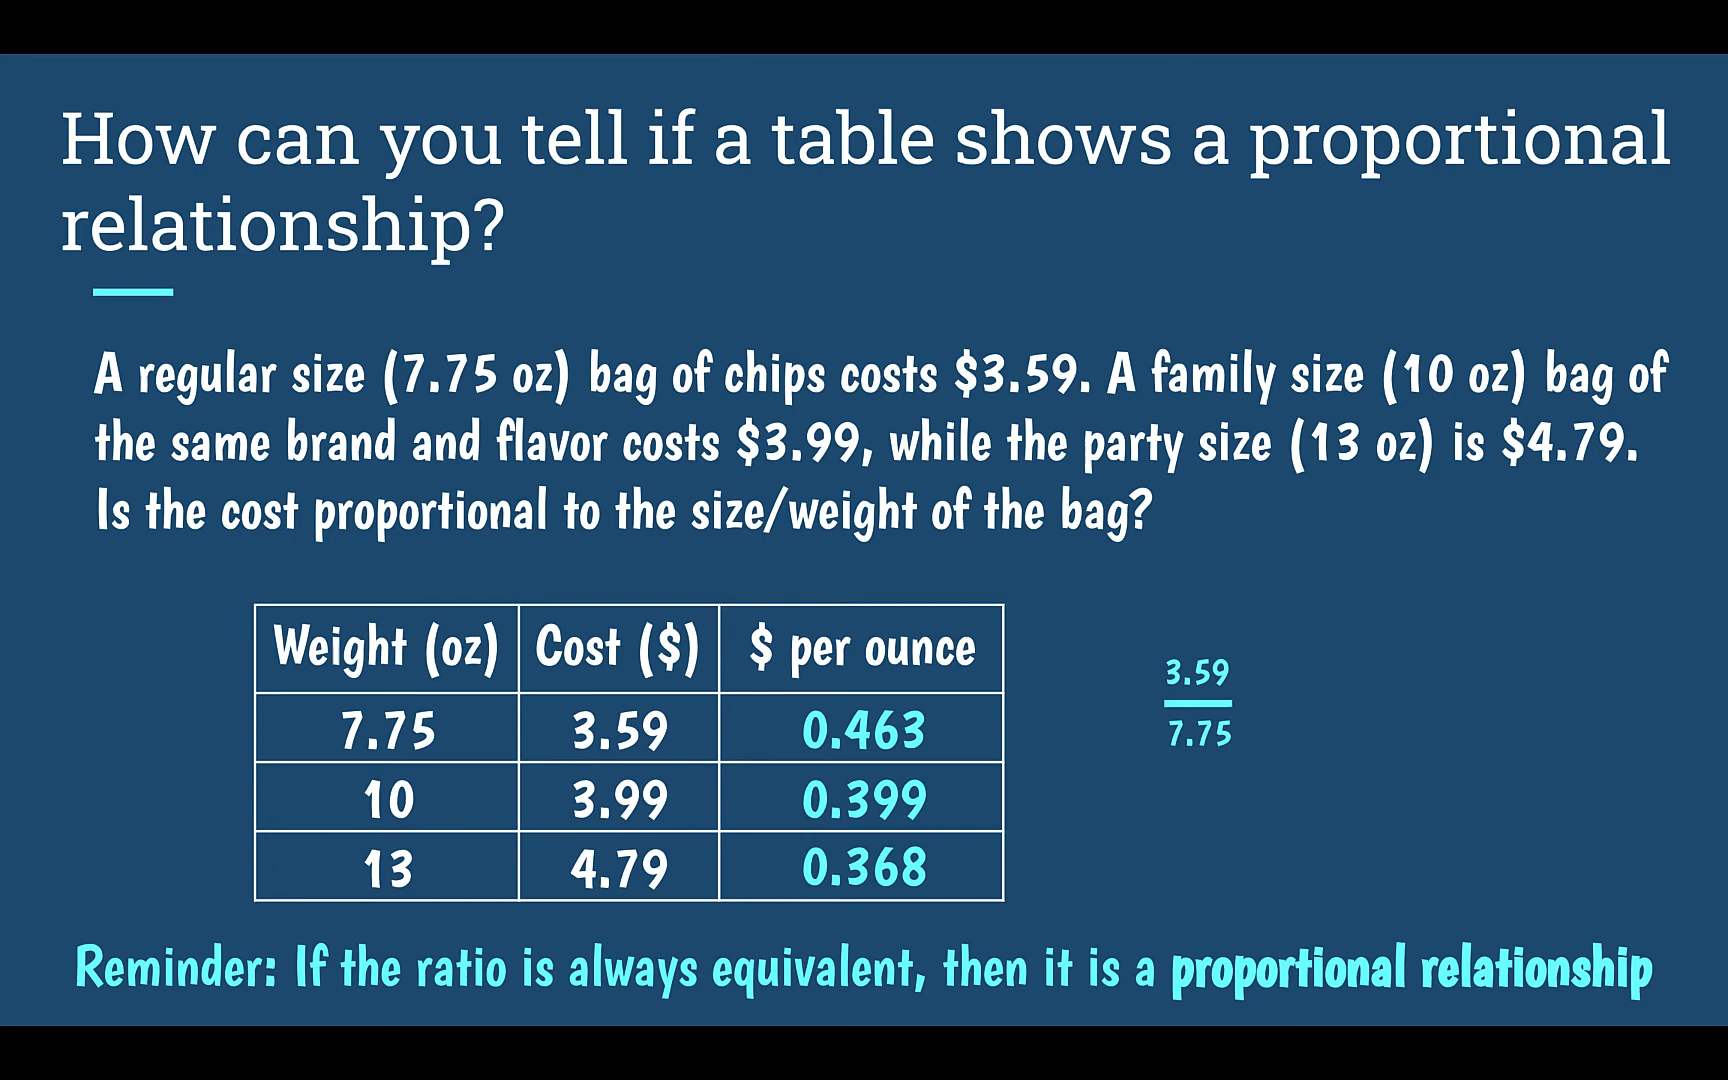 How can you tell if a table shows a proportional
relationship?
A regular size (7.75 oz) bag of chips costs $3.59. A family size (10 oz) bag of
the same brand and flavor costs $3.99, while the party size (13 oz) is $4.79.
Is the cost proportional to the size/weight of the bag?
Weight (oz) Cost ($) $ per ounce
7.75 3.59 0.463
10 3.99 0.399
13 4.79 0.368
3.59
7.75
Reminder: If the ratio is always equivalent, then it is a proportional relationship